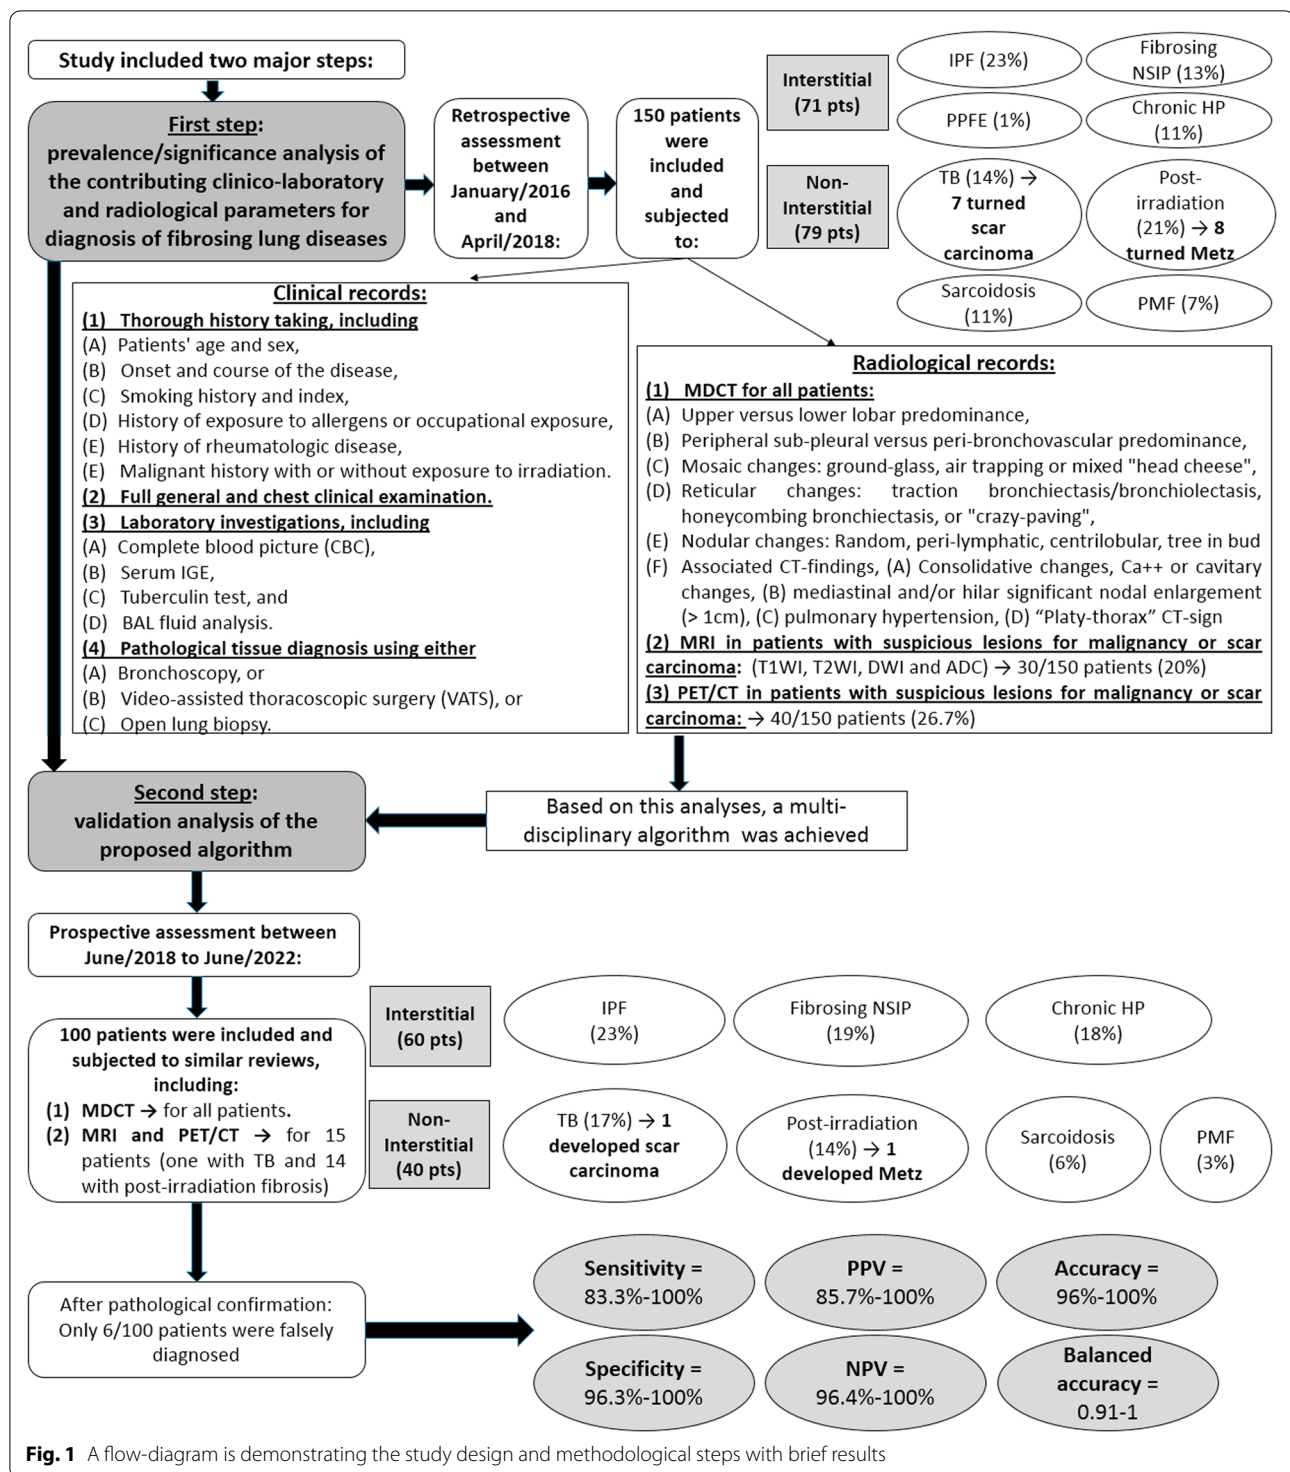 Study included two major steps:
First step:
prevalence/significance analysis of
the contributing clinico-laboratory
and radiological parameters for
diagnosis of fibrosing lung diseases
Retrospective
assessment
between
January/2016
and
April/2018:
150 patients
were
included
and
subjected
to:
Interstitial
(71 pts)
IPF (23%)
Fibrosing
NSIP (13%)
PPFE (1%)
Chronic HP
(11%)
Non-
Interstitial
(79 pts)
TB (14%) →
7 turned
scar
carcinoma
Post-
irradiation
(21%) → 8
turned Metz
Sarcoidosis
(11%)
PMF (7%)
Clinical records:
(1) Thorough history taking, including
(A) Patients' age and sex,
(B) Onset and course of the disease,
(C) Smoking history and index,
(D) History of exposure to allergens or occupational exposure,
(E) History of rheumatologic disease,
(E) Malignant history with or without exposure to irradiation.
(2) Full general and chest clinical examination.
(3) Laboratory investigations, including
(A) Complete blood picture (CBC),
(B) Serum IGE,
(C) Tuberculin test, and
(D) BAL fluid analysis.
(4) Pathological tissue diagnosis using either
(A) Bronchoscopy, or
(B) Video-assisted thoracoscopic surgery (VATS), or
(C) Open lung biopsy.
Radiological records:
(1) MDCT for all patients:
(A) Upper versus lower lobar predominance,
(B) Peripheral sub-pleural versus peri-bronchovascular predominance,
(C) Mosaic changes: ground-glass, air trapping or mixed "head cheese",
(D) Reticular changes: traction bronchiectasis/bronchiolectasis,
honeycombing bronchiectasis, or "crazy-paving",
(E) Nodular changes: Random, peri-lymphatic, centrilobular, tree in bud
(F) Associated CT-findings, (A) Consolidative changes, Ca++ or cavitary
changes, (B) mediastinal and/or hilar significant nodal enlargement
(> 1cm), (C) pulmonary hypertension, (D) “Platy-thorax” CT-sign
(2) MRI in patients with suspicious lesions for malignancy or scar
carcinoma: (T1WI, T2WI, DWI and ADC) → 30/150 patients (20%)
(3) PET/CT in patients with suspicious lesions for malignancy or scar
carcinoma: → 40/150 patients (26.7%)
Based on this analyses, a multi-
disciplinary algorithm was achieved
Second step:
validation analysis of the
proposed algorithm
Prospective assessment between
June/2018 to June/2022:
100 patients were included and
subjected to similar reviews,
including:
(1) MDCT → for all patients.
(2) MRI and PET/CT → for 15
patients (one with TB and 14
with post-irradiation fibrosis)
Interstitial
(60 pts)
IPF
(23%)
Fibrosing NSIP
(19%)
Chronic HP
(18%)
Non-
Interstitial
(40 pts)
TB (17%) → 1
developed scar
carcinoma
Post-irradiation
(14%) → 1
developed Metz
Sarcoidosis
(6%)
PMF
(3%)
After pathological confirmation:
Only 6/100 patients were falsely
diagnosed
Sensitivity =
83.3%-100%
PPV =
85.7%-100%
Accuracy =
96%-100%
Specificity =
96.3%-100%
NPV =
96.4%-100%
Balanced
accuracy =
0.91-1
Fig. 1 A flow-diagram is demonstrating the study design and methodological steps with brief results